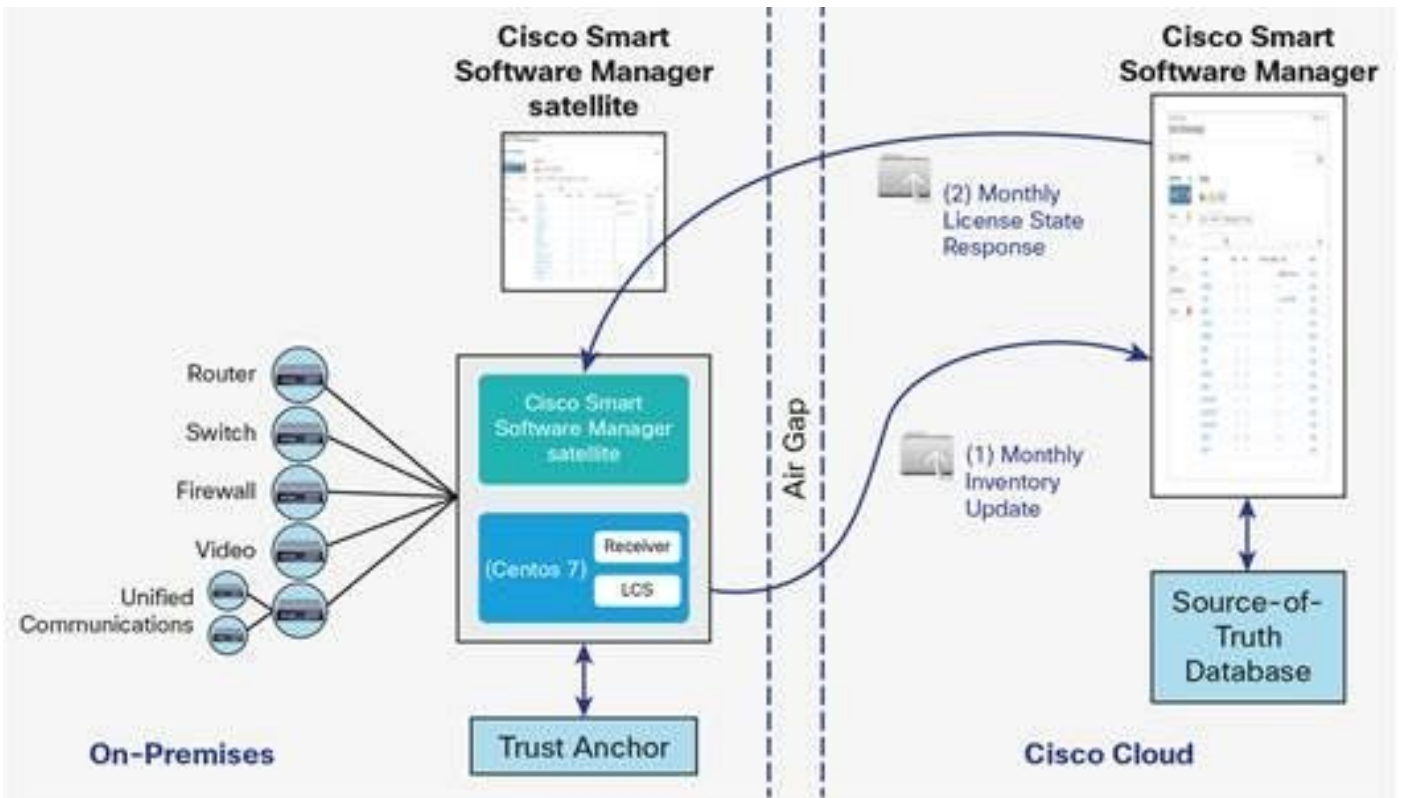 Cisco Smart
Software Manager
satellite
Cisco Smart
Software Manager
(2) Monthly
License State
Response
Router
Switch
Firewall
Video
Unified
Communications
Cisco Smart
Software Manager
satellite
(Centos 7)
Receiver
LCS
Air Gap
(1) Monthly
Inventory
Update
Source-of-
Truth
Database
Trust Anchor
On-Premises
Cisco Cloud